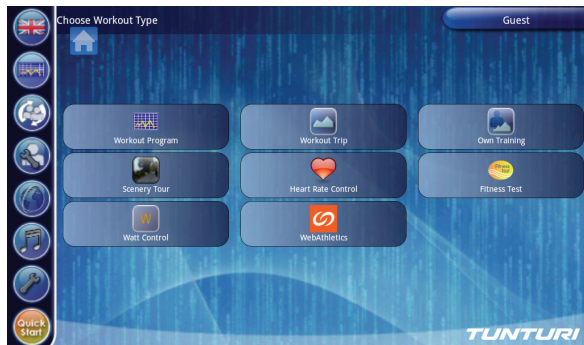 Choose Workout Type
Guest
Workout Program
Workout Trip
Own Training
Scenery Tour
Heart Rate Control
Fitness Test
Watt Control
WebAthletics
Quick
Start
TUNTURI